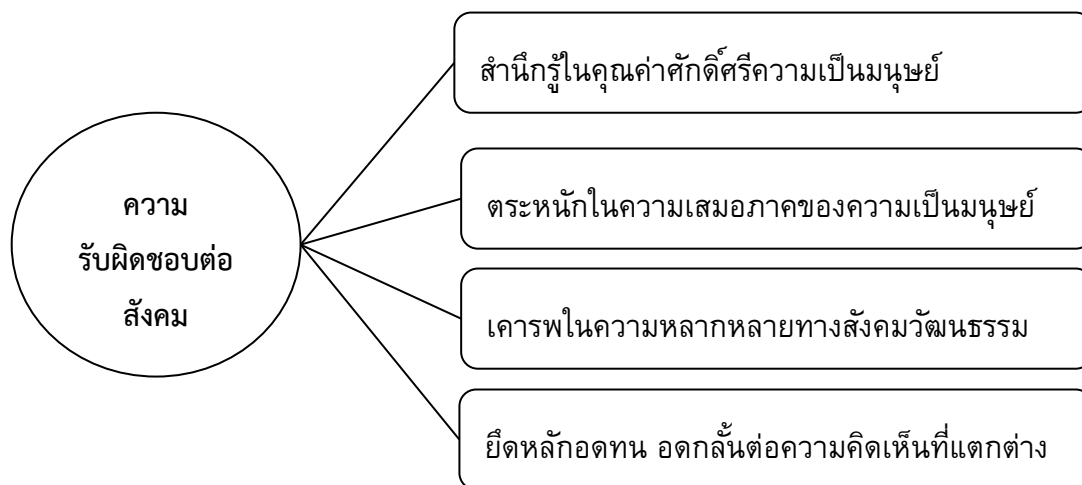 สำนึกรู้ในคุณค่าศักดิ์ศรีความเป็นมนุษย์
ตระหนักในความเสมอภาคของความเป็นมนุษย์
ความ
รับผิดชอบต่อ
สังคม
เคารพในความหลากหลายทางสังคมวัฒนธรรม
ยึดหลักอดทน อดกลั้นต่อความคิดเห็นที่แตกต่าง